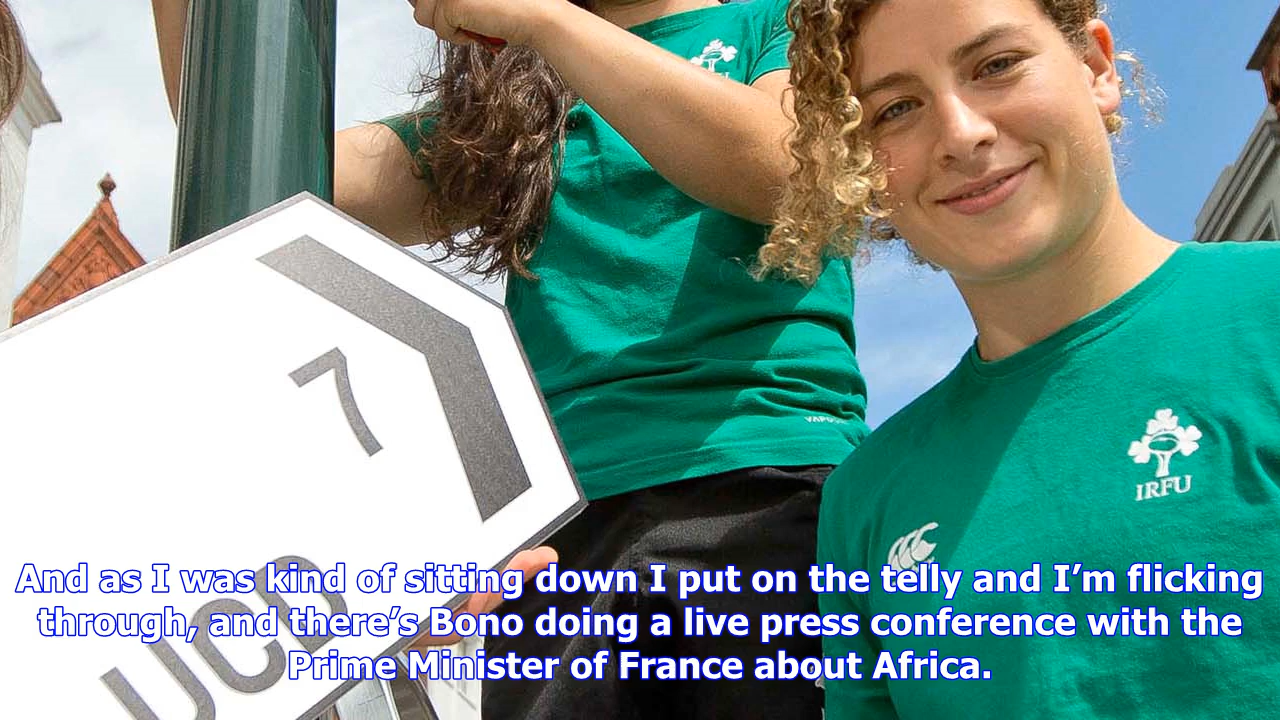 7
UCD
IRFU
And as I was kind of sitting down I put on the telly and I’m flicking
through, and there’s Bono doing a live press conference with the
Prime Minister of France about Africa.